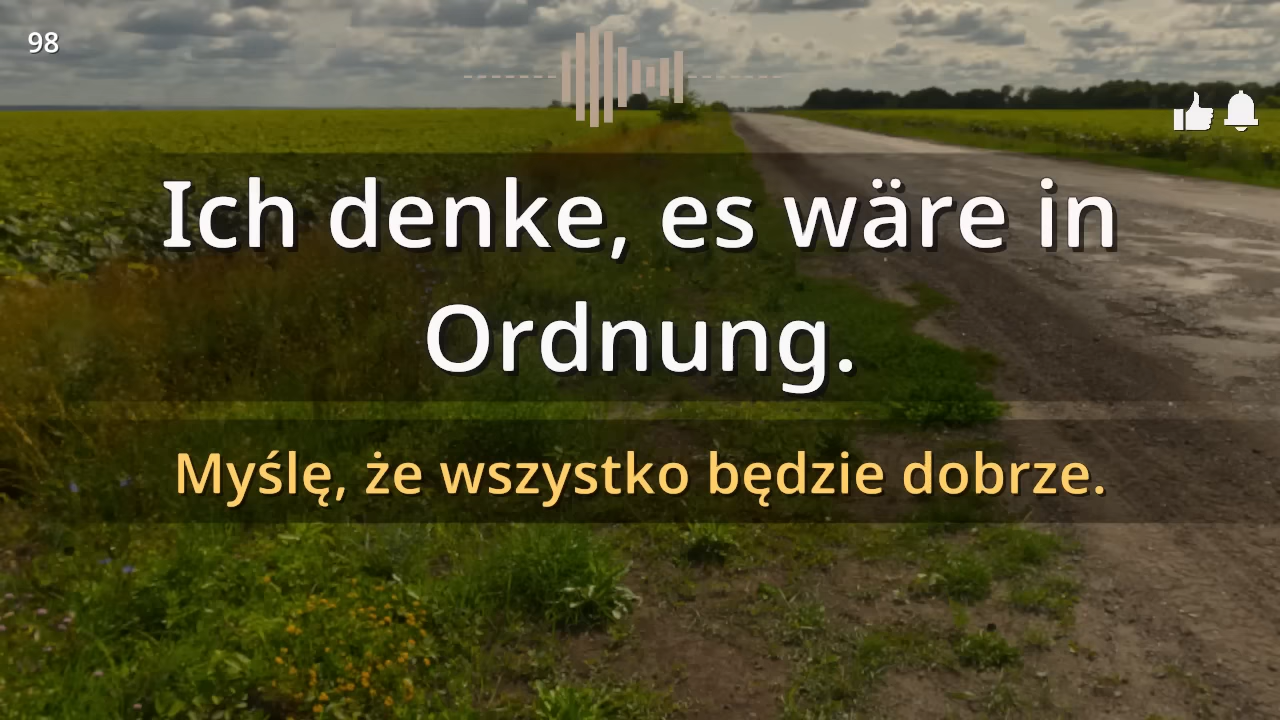 98
Ich denke, es wäre in
Ordnung.
Myślę, że wszystko będzie dobrze.